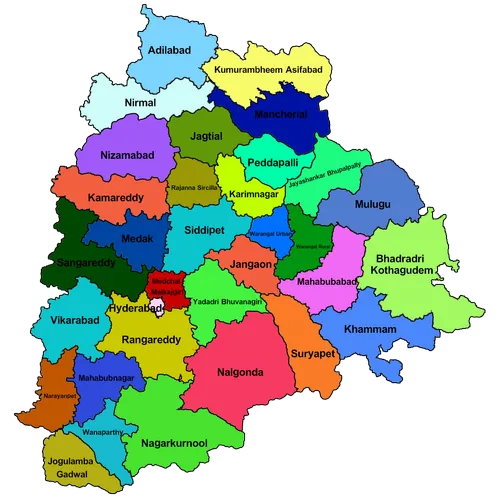 Adilabad
Kumurambheem Asifabad
Nirmal
Mancherial
Jagtial
Nizamabad
Peddapalli
Jayashankar Bhupalpally
Rajanna Sircilla
Karimnagar
Kamareddy
Mulugu
Siddipet
Warangal Urban
Medak
Warangal Rural
Bhadradri
Kothagudem
Sangareddy
Jangaon
Mahabubabad
Medchal
Malkajgiri
Yadadri Bhuvanagiri
Hyderabad
Vikarabad
Khammam
Rangareddy
Suryapet
Nalgonda
Mahabubnagar
Narayanpet
Wanaparthy
Nagarkurnool
Jogulamba
Gadwal